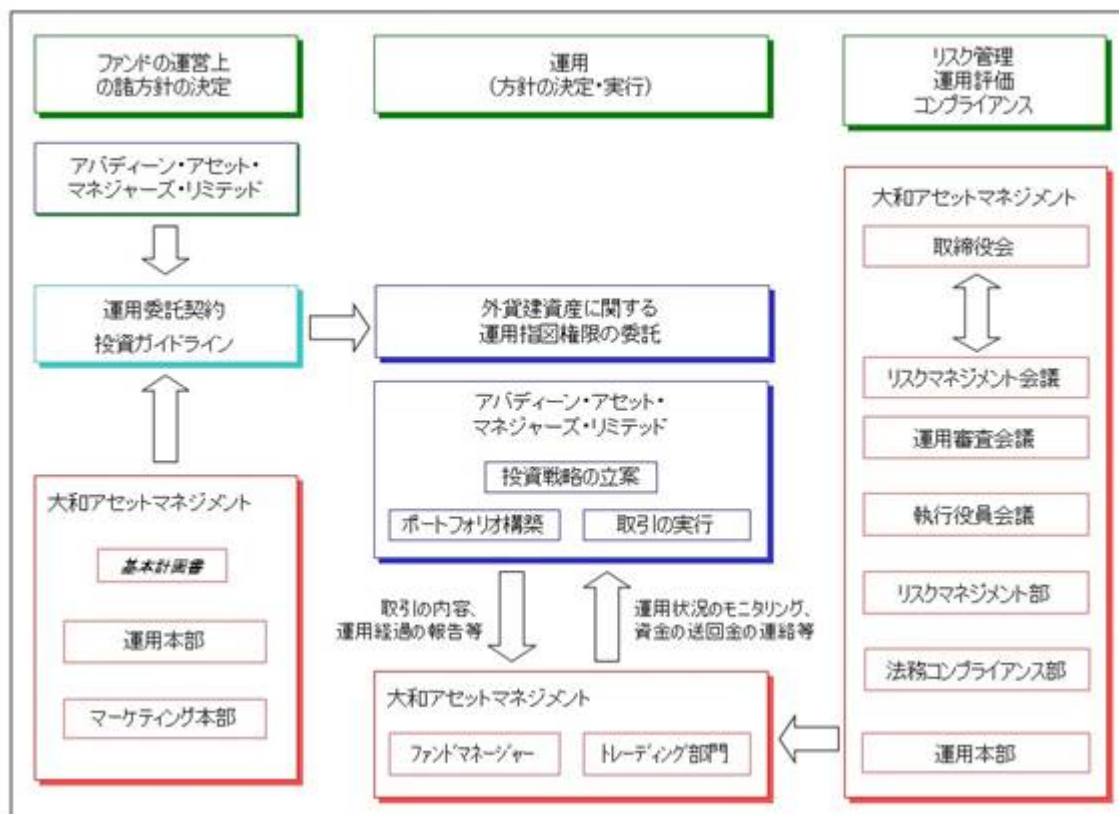 ファンドの運営上
の諸方針の決定
運用
(方針の決定・実行)
リスク管理
運用評価
コンプライアンス
アバディーン・アセット・
マネジャーズ・リミテッド
運用委託契約
投資ガイドライン
外貨建資産に関する
運用指図権限の委託
アバディーン・アセット・
マネジャーズ・リミテッド
投資戦略の立案
ポートフォリオ構築
取引の実行
大和アセットマネジメント
基本計画書
運用本部
マーケティング本部
取引の内容、
運用経過の報告等
運用状況のモニタリング、
資金の送回金の連絡等
大和アセットマネジメント
ファンドマネージャー
トレーディング部門
大和アセットマネジメント
取締役会
リスクマネジメント会議
運用審査会議
執行役員会議
リスクマネジメント部
法務コンプライアンス部
運用本部